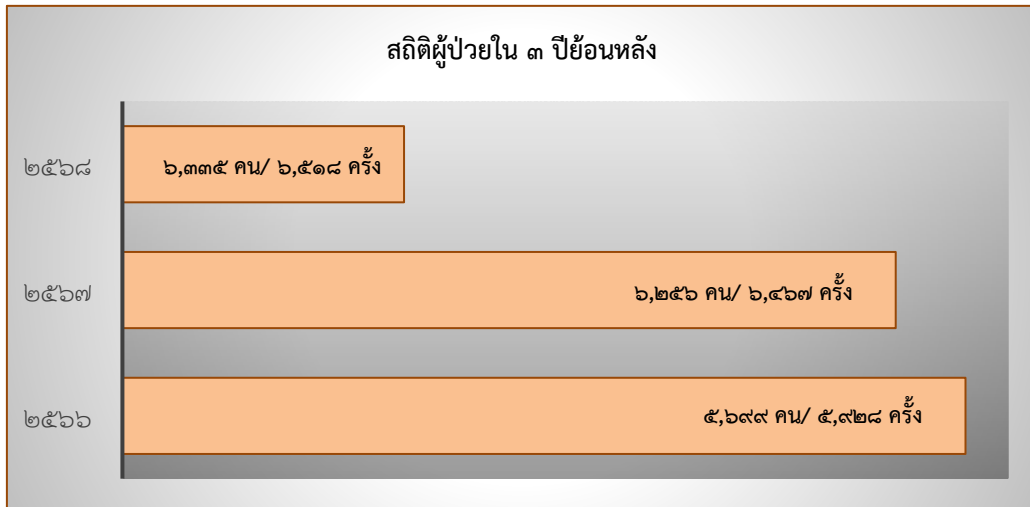 สถิติผู้ป่วยใน ๓ ปีย้อนหลัง
๒๕๖๘
๖,๓๓๕ คน/ ๖,๕๑๘ ครั้ง
๒๕๖๗
๖,๒๕๖ คน/ ๖,๔๖๗ ครั้ง
๒๕๖๖
๕,๖๙๙ คน/ ๕,๙๒๘ ครั้ง